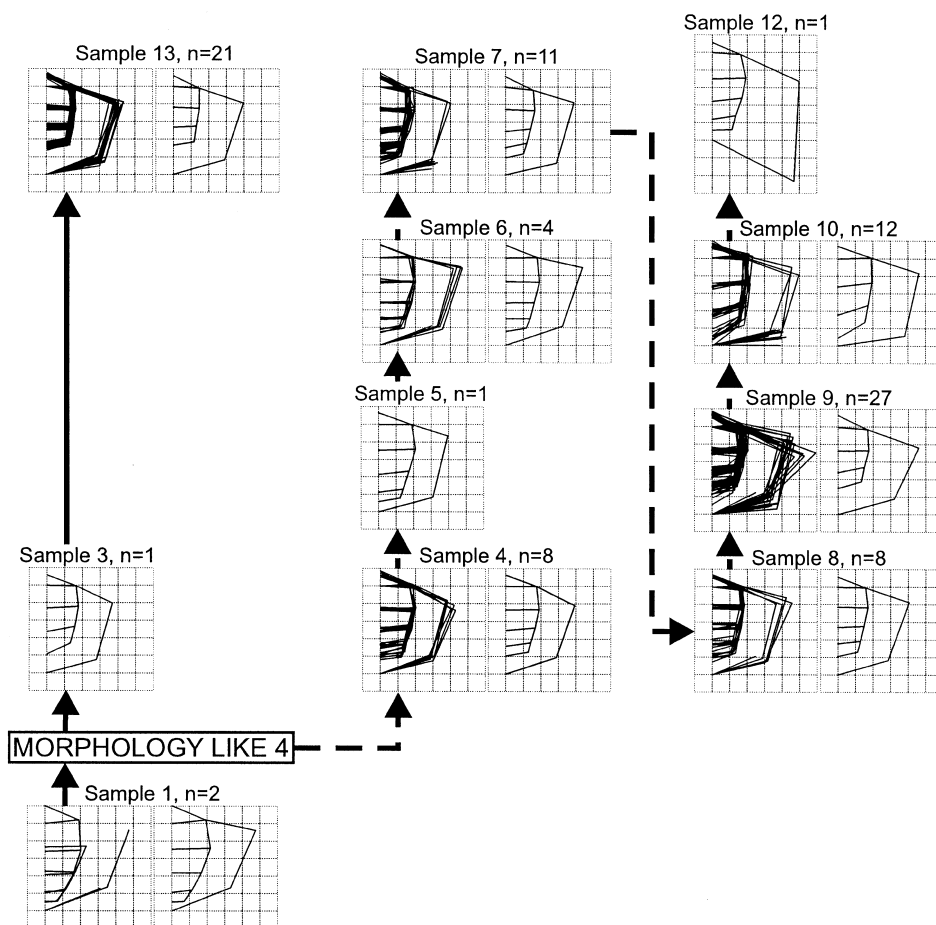 Sample 12, n=1
Sample 13, n=21
Sample 7, n=11
Sample 6, n=4
Sample 10, n=12
Sample 5, n=1
Sample 9, n=27
Sample 3, n=1
Sample 4, n=8
Sample 8, n=8
MORPHOLOGY LIKE 4
Sample 1, n=2